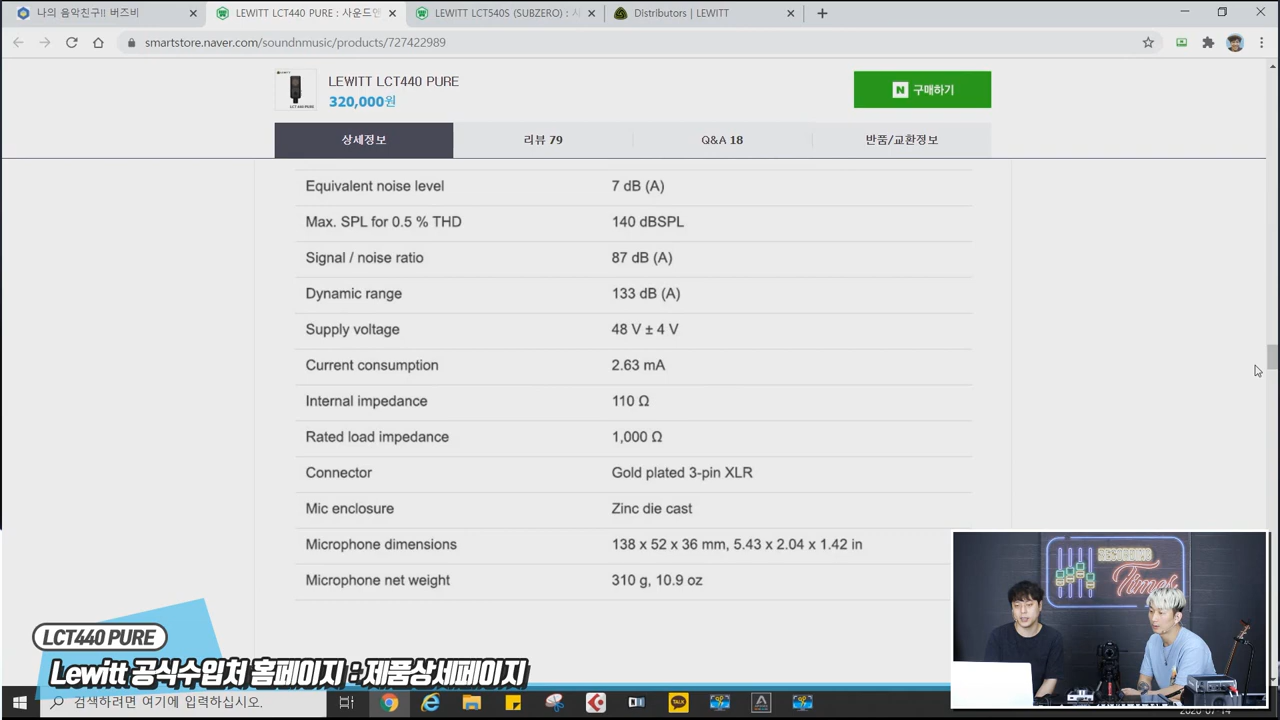 나의 음악친구!! 버즈비
LEWITT LCT440 PURE : 사운드엔
LEWITT LCT540S (SUBZERO) : 사
Distributors | LEWITT
smartstore.naver.com/soundnmusic/products/727422989
LEWITT LCT440 PURE
320,000원
N 구매하기
상세정보
리뷰 79
Q&A 18
반품/교환정보
Equivalent noise level 7 dB (A)
Max. SPL for 0.5 % THD 140 dBSPL
Signal / noise ratio 87 dB (A)
Dynamic range 133 dB (A)
Supply voltage 48 V ± 4 V
Current consumption 2.63 mA
Internal impedance 110 Ω
Rated load impedance 1,000 Ω
Connector Gold plated 3-pin XLR
Mic enclosure Zinc die cast
Microphone dimensions 138 x 52 x 36 mm, 5.43 x 2.04 x 1.42 in
Microphone net weight 310 g, 10.9 oz
RECORDING
Times
LCT440 PURE
Lewitt 공식수입처 홈페이지 : 제품상세페이지
검색하려면 여기에 입력하십시오.
TALK